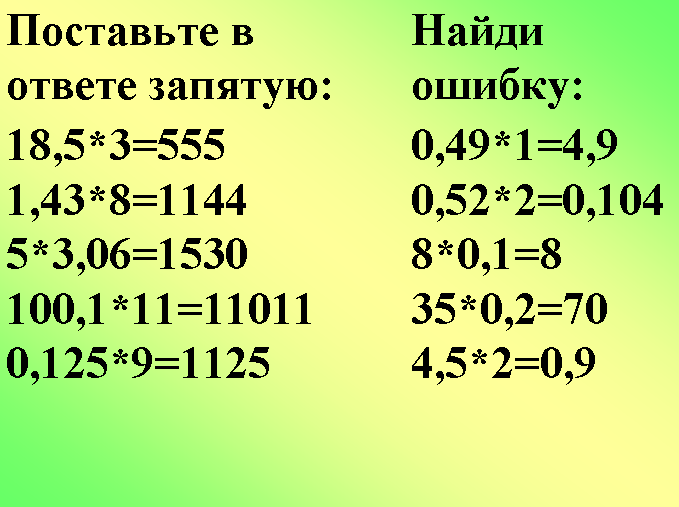 Поставьте в
ответе запятую:
18,5*3=555
1,43*8=1144
5*3,06=1530
100,1*11=11011
0,125*9=1125
Найди
ошибку:
0,49*1=4,9
0,52*2=0,104
8*0,1=8
35*0,2=70
4,5*2=0,9